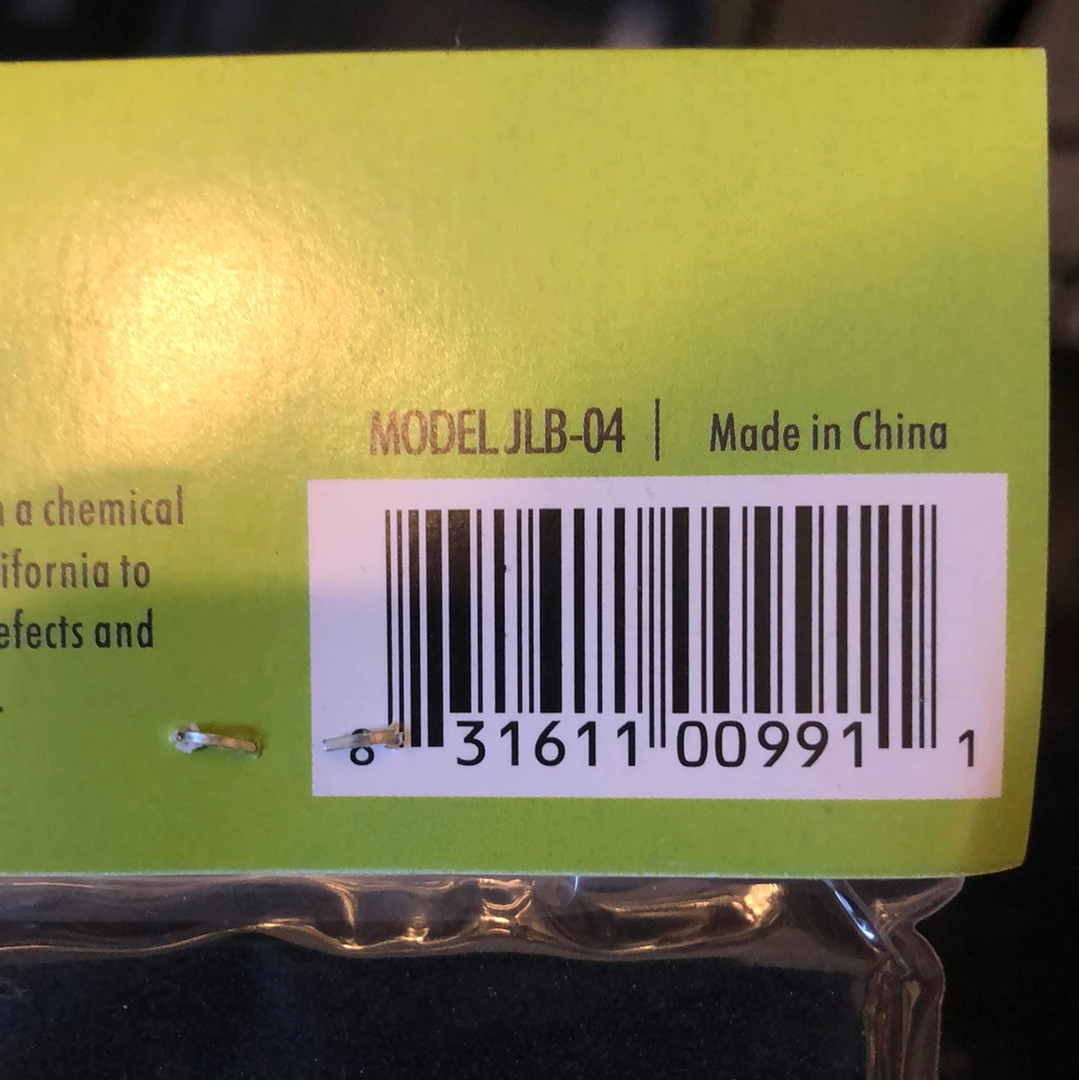 MODEL JLB-04 | Made in China
a chemical
ifornia to
efects and
8 31611 00991 1